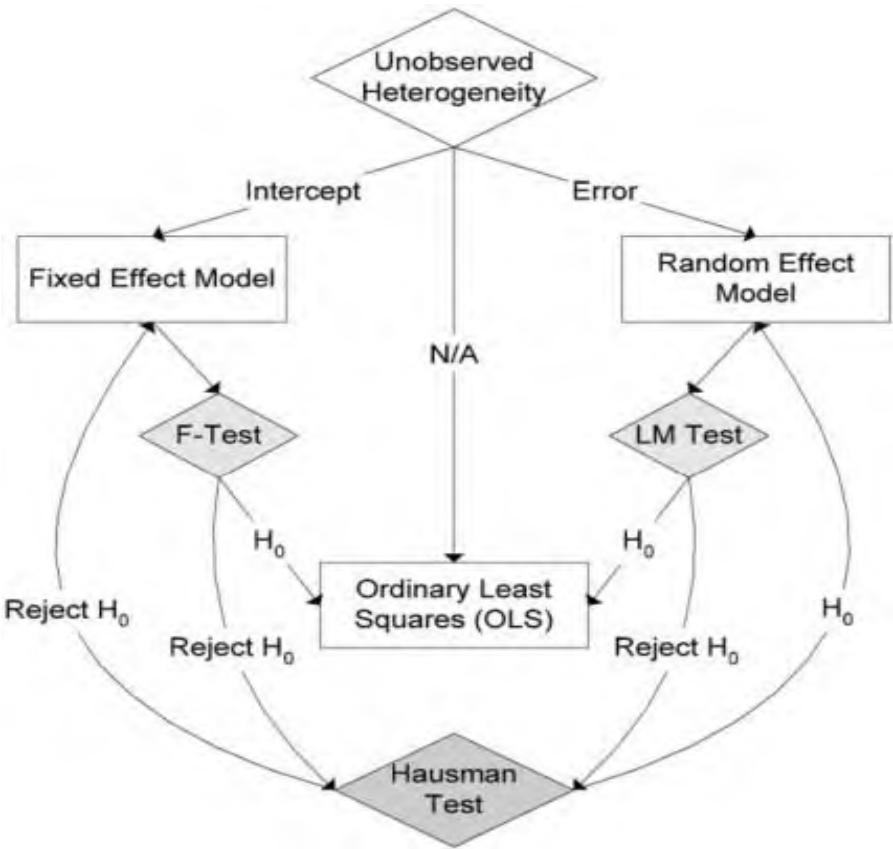 Unobserved
Heterogeneity
Intercept
Error
Fixed Effect Model
Random Effect
Model
N/A
F-Test
LM Test
H₀
H₀
Ordinary Least
Squares (OLS)
Reject H₀
H₀
Reject H₀
Reject H₀
Hausman
Test